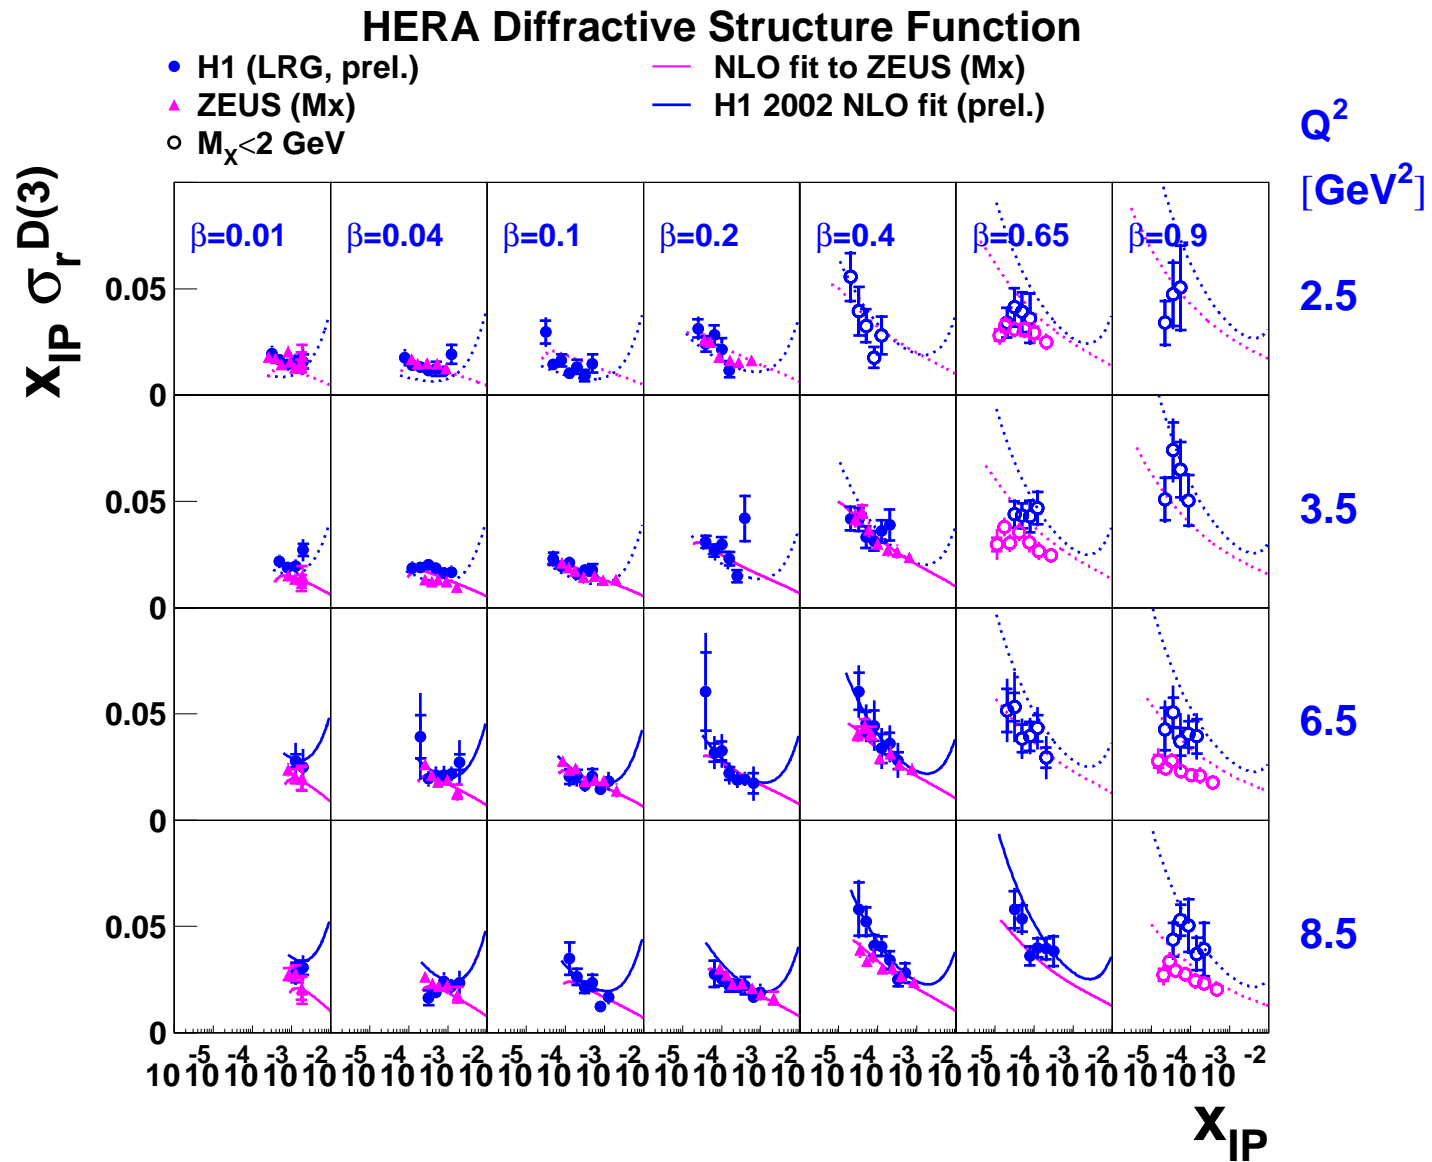 HERA Diffractive Structure Function
H1 (LRG, prel.)
NLO fit to ZEUS (Mx)
ZEUS (Mx)
H1 2002 NLO fit (prel.)
M_X<2 GeV
Q^2
[GeV^2]
x_IP σ_r^D(3)
β=0.01 β=0.04 β=0.1 β=0.2 β=0.4 β=0.65 β=0.9
0.05 2.5
0
0.05 3.5
0
0.05 6.5
0
0.05 8.5
0
10^-5 10^-4 10^-3 10^-2 10^-5 10^-4 10^-3 10^-2 10^-5 10^-4 10^-3 10^-2 10^-5 10^-4 10^-3 10^-2 10^-5 10^-4 10^-3 10^-2 10^-5 10^-4 10^-3 10^-2 10^-5 10^-4 10^-3 10^-2
x_IP